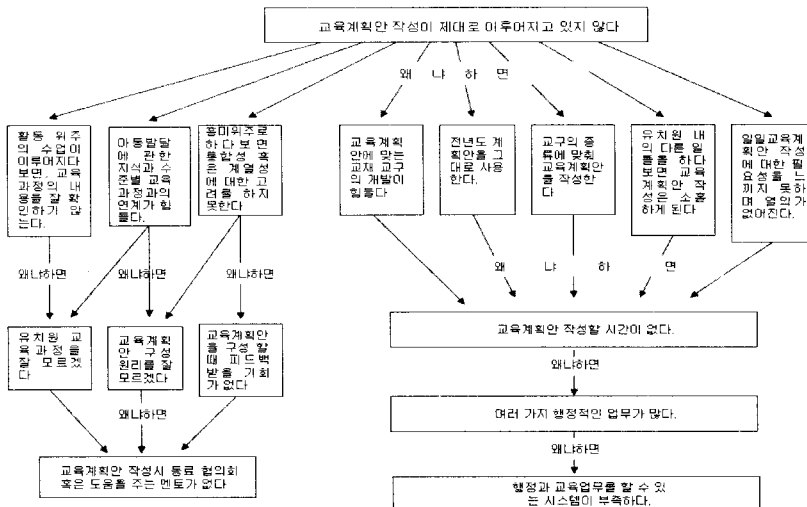 교육계획안 작성이 제대로 이루어지고 있지 않다
왜 냐 하 면
활동 위주
의 수업이
이루어지다
보면, 교육
과정의 내
용을 잘 확
인하기 않
는다.
아동발달
에 관한
지식과 수
준별 교육
과정과의
연계가 힘
들다.
흥미위주로
하다 보면
통합성 혹
은 계열성
에 대한 고
려를 하지
못한다
교육계획
안에 맞는
교재 교구
의 개발이
힘들다
전년도 계
획안을 그
대로 사용
한다.
교구의 종
류에 맞춰
교육계획안
를 작성한
다
유치원 내
의 다른 일
들을 하다
보면 교육
계획안 작
성은 소홀
하게 된다
일일교육계
획안 작성
에 대한 필
요성을 느
끼지 못하
며 열의가
없어진다.
왜냐하면
왜냐하면
왜냐하면
왜 냐 하 면
유치원 교
육과정을
잘 모르겠
다
교육계획
안 구성
원리를 잘
모르겠다
교육계획안
을 구성 할
때 피드백
받을 기회
가 없다
교육계획안 작성할 시간이 없다.
왜냐하면
왜냐하면
여러 가지 행정적인 업무가 많다.
왜냐하면
교육계획안 작성시 동료 협의회
혹은 도움을 주는 멘토가 없다
행정과 교육업무를 할 수 있
는 시스템이 부족하다.